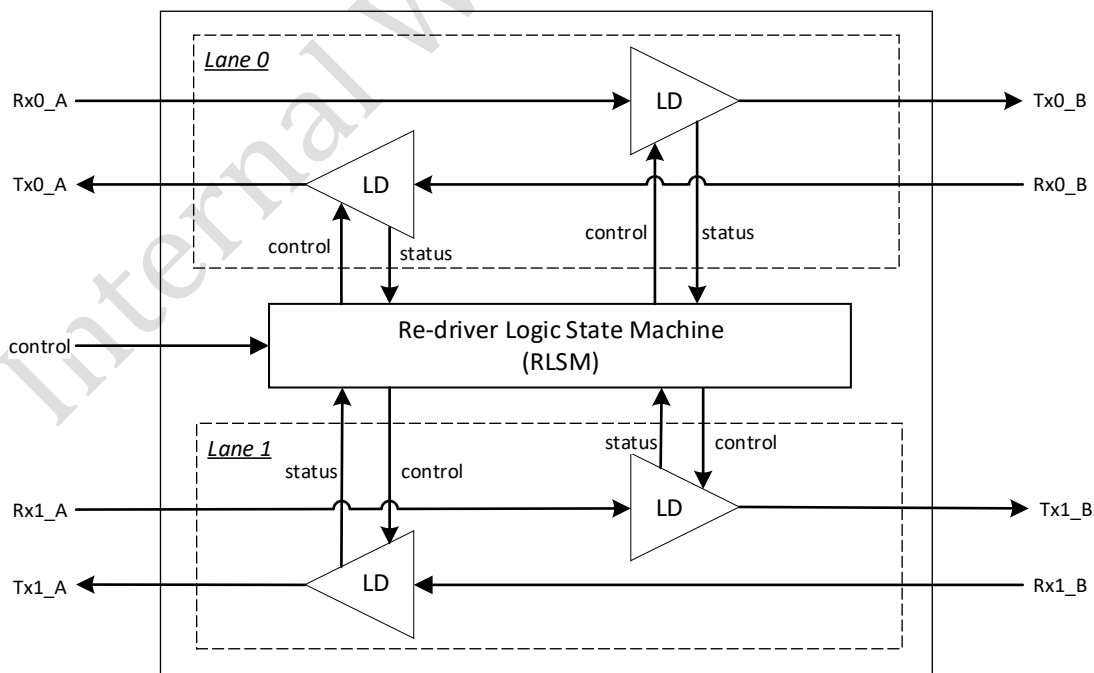 Internal W
Lane 0
Rx0_A
LD
Tx0_B
Tx0_A
LD
Rx0_B
control
status
control
status
control
Re-driver Logic State Machine
(RLSM)
Lane 1
status
control
status
control
Rx1_A
LD
Tx1_B
Tx1_A
LD
Rx1_B